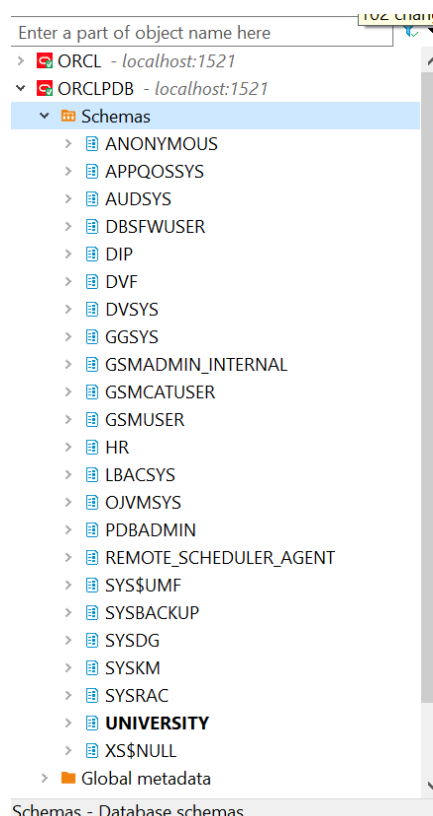 Enter a part of object name here
ORCL - localhost:1521
ORCLPDB - localhost:1521
Schemas
ANONYMOUS
APPQOSSYS
AUDSYS
DBSFWUSER
DIP
DVF
DVSYS
GGSYS
GSMADMIN_INTERNAL
GSMCATUSER
GSMUSER
HR
LBACSYS
OJVMSYS
PDBADMIN
REMOTE_SCHEDULER_AGENT
SYS$UMF
SYSBACKUP
SYSDG
SYSKM
SYSRAC
UNIVERSITY
XS$NULL
Global metadata
Schemas - Database schemas